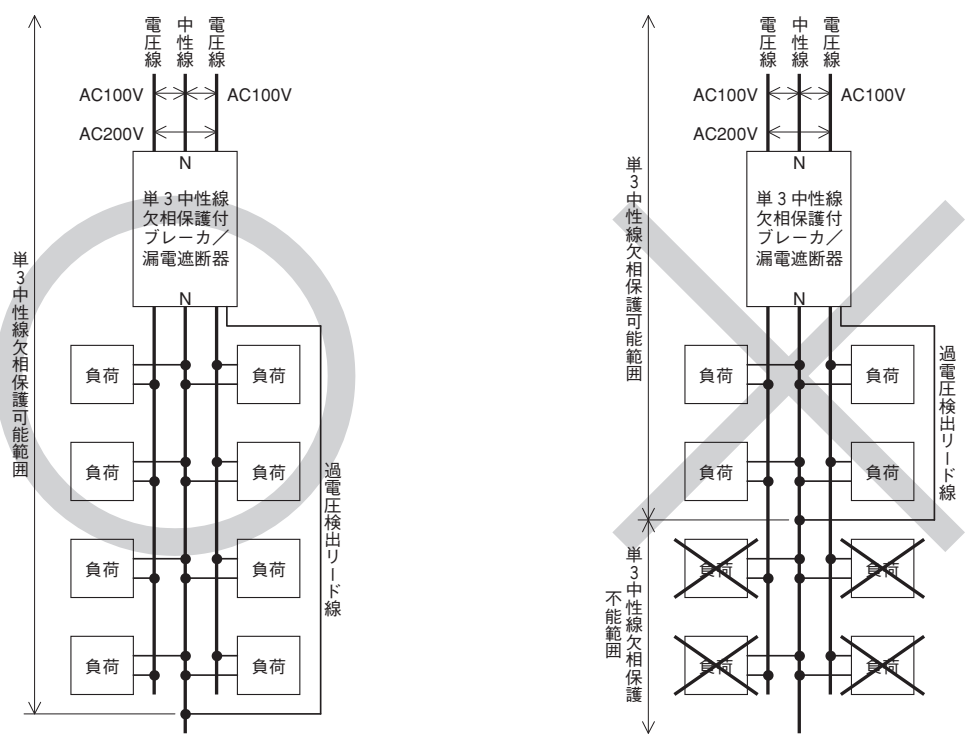 電圧線
中性線
電圧線
AC100V
AC100V
AC200V
N
単3中性線
欠相保護付
ブレーカ／
漏電遮断器
N
単3中性線欠相保護可能範囲
負荷
負荷
負荷
負荷
負荷
負荷
負荷
負荷
過電圧検出リード線
電圧線
中性線
電圧線
AC100V
AC100V
AC200V
N
単3中性線
欠相保護付
ブレーカ／
漏電遮断器
N
単3中性線欠相保護可能範囲
負荷
負荷
負荷
負荷
過電圧検出リード線
単3中性線欠相保護
不能範囲
負荷
負荷
負荷
負荷